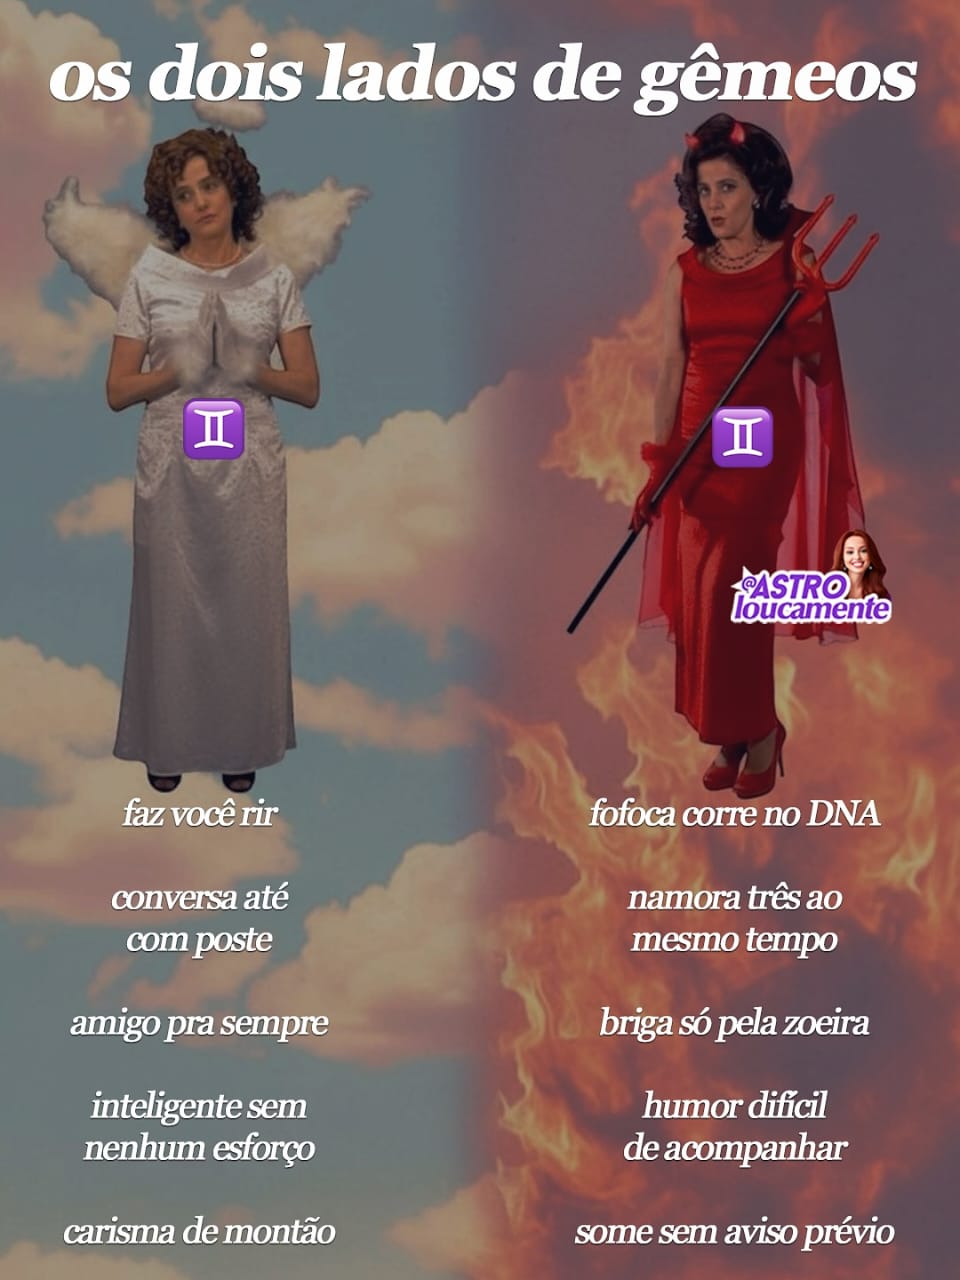 os dois lados de gêmeos
@ASTRO
loucamente
faz você rir
conversa até
com poste
amigo pra sempre
inteligente sem
nenhum esforço
carisma de montão
fofoca corre no DNA
namora três ao
mesmo tempo
briga só pela zoeira
humor difícil
de acompanhar
some sem aviso prévio